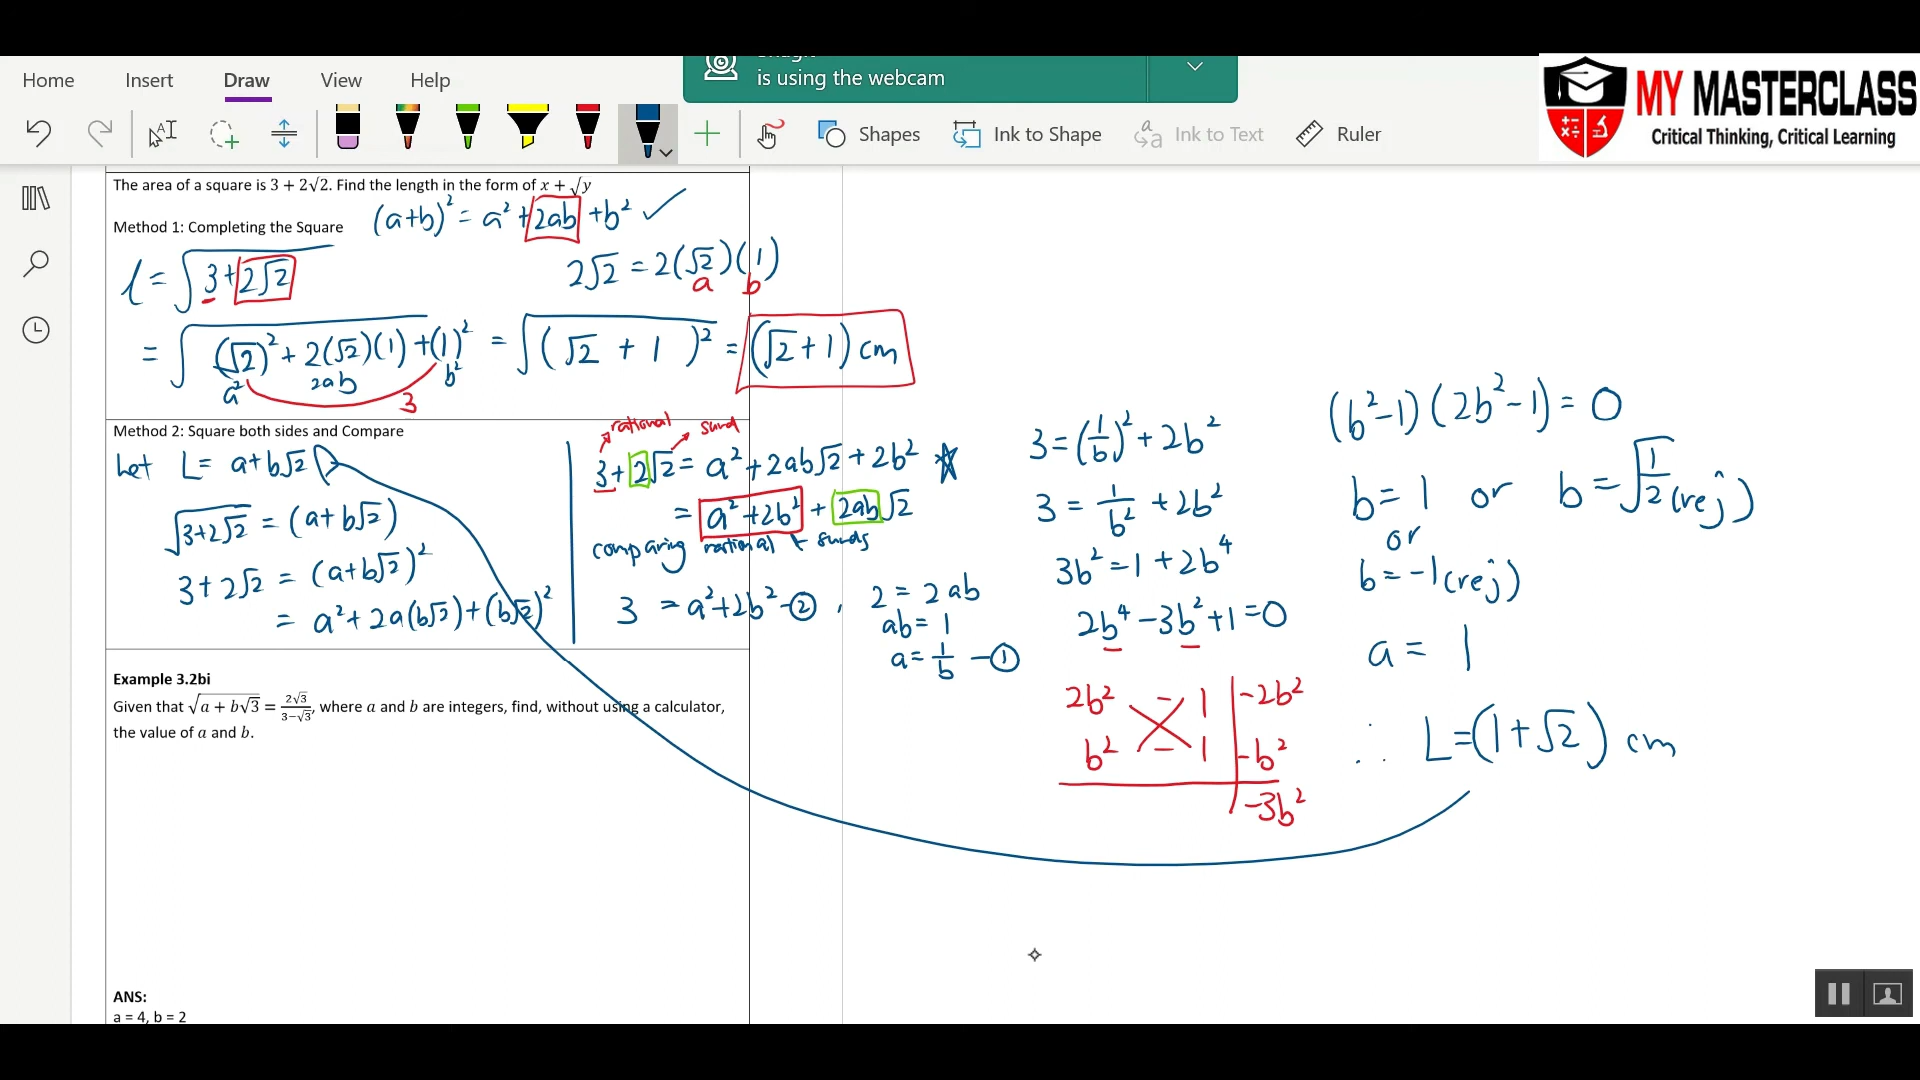 is using the webcam
Home Insert Draw View Help
Shapes Ink to Shape Ink to Text Ruler
MY MASTERCLASS
Critical Thinking, Critical Learning
The area of a square is 3 + 2√2. Find the length in the form of x + √y
Method 1: Completing the Square
(a+b)² = a² + 2ab + b² ✓
l = √(3+2√2)
2√2 = 2(√2)(1)
a b
= √((√2)² + 2(√2)(1) + (1)²) = √((√2 + 1)²) = (√2+1) cm
a² 2ab b²
3
Method 2: Square both sides and Compare
Let L = a+b√2
√(3+2√2) = (a+b√2)
3+2√2 = (a+b√2)²
= a² + 2a(b√2) + (b√2)²
rational surd
3+2√2 = a² + 2ab√2 + 2b²
= a²+2b² + 2ab√2
comparing rational & surds
3 = a²+2b² – ② , 2 = 2ab
ab = 1
a = 1/b – ①
3 = (1/b)² + 2b²
3 = 1/b² + 2b²
3b² = 1 + 2b⁴
2b⁴ – 3b² + 1 = 0
2b² –1 –2b²
b² –1 –b²
–3b²
(b²–1)(2b²–1) = 0
b = 1 or b = √(1/2) (rej)
or
b = –1 (rej)
a = 1
∴ L = (1+√2) cm
Example 3.2bi
Given that √(a + b√3) = 2√3/(3−√3), where a and b are integers, find, without using a calculator,
the value of a and b.
ANS:
a = 4, b = 2